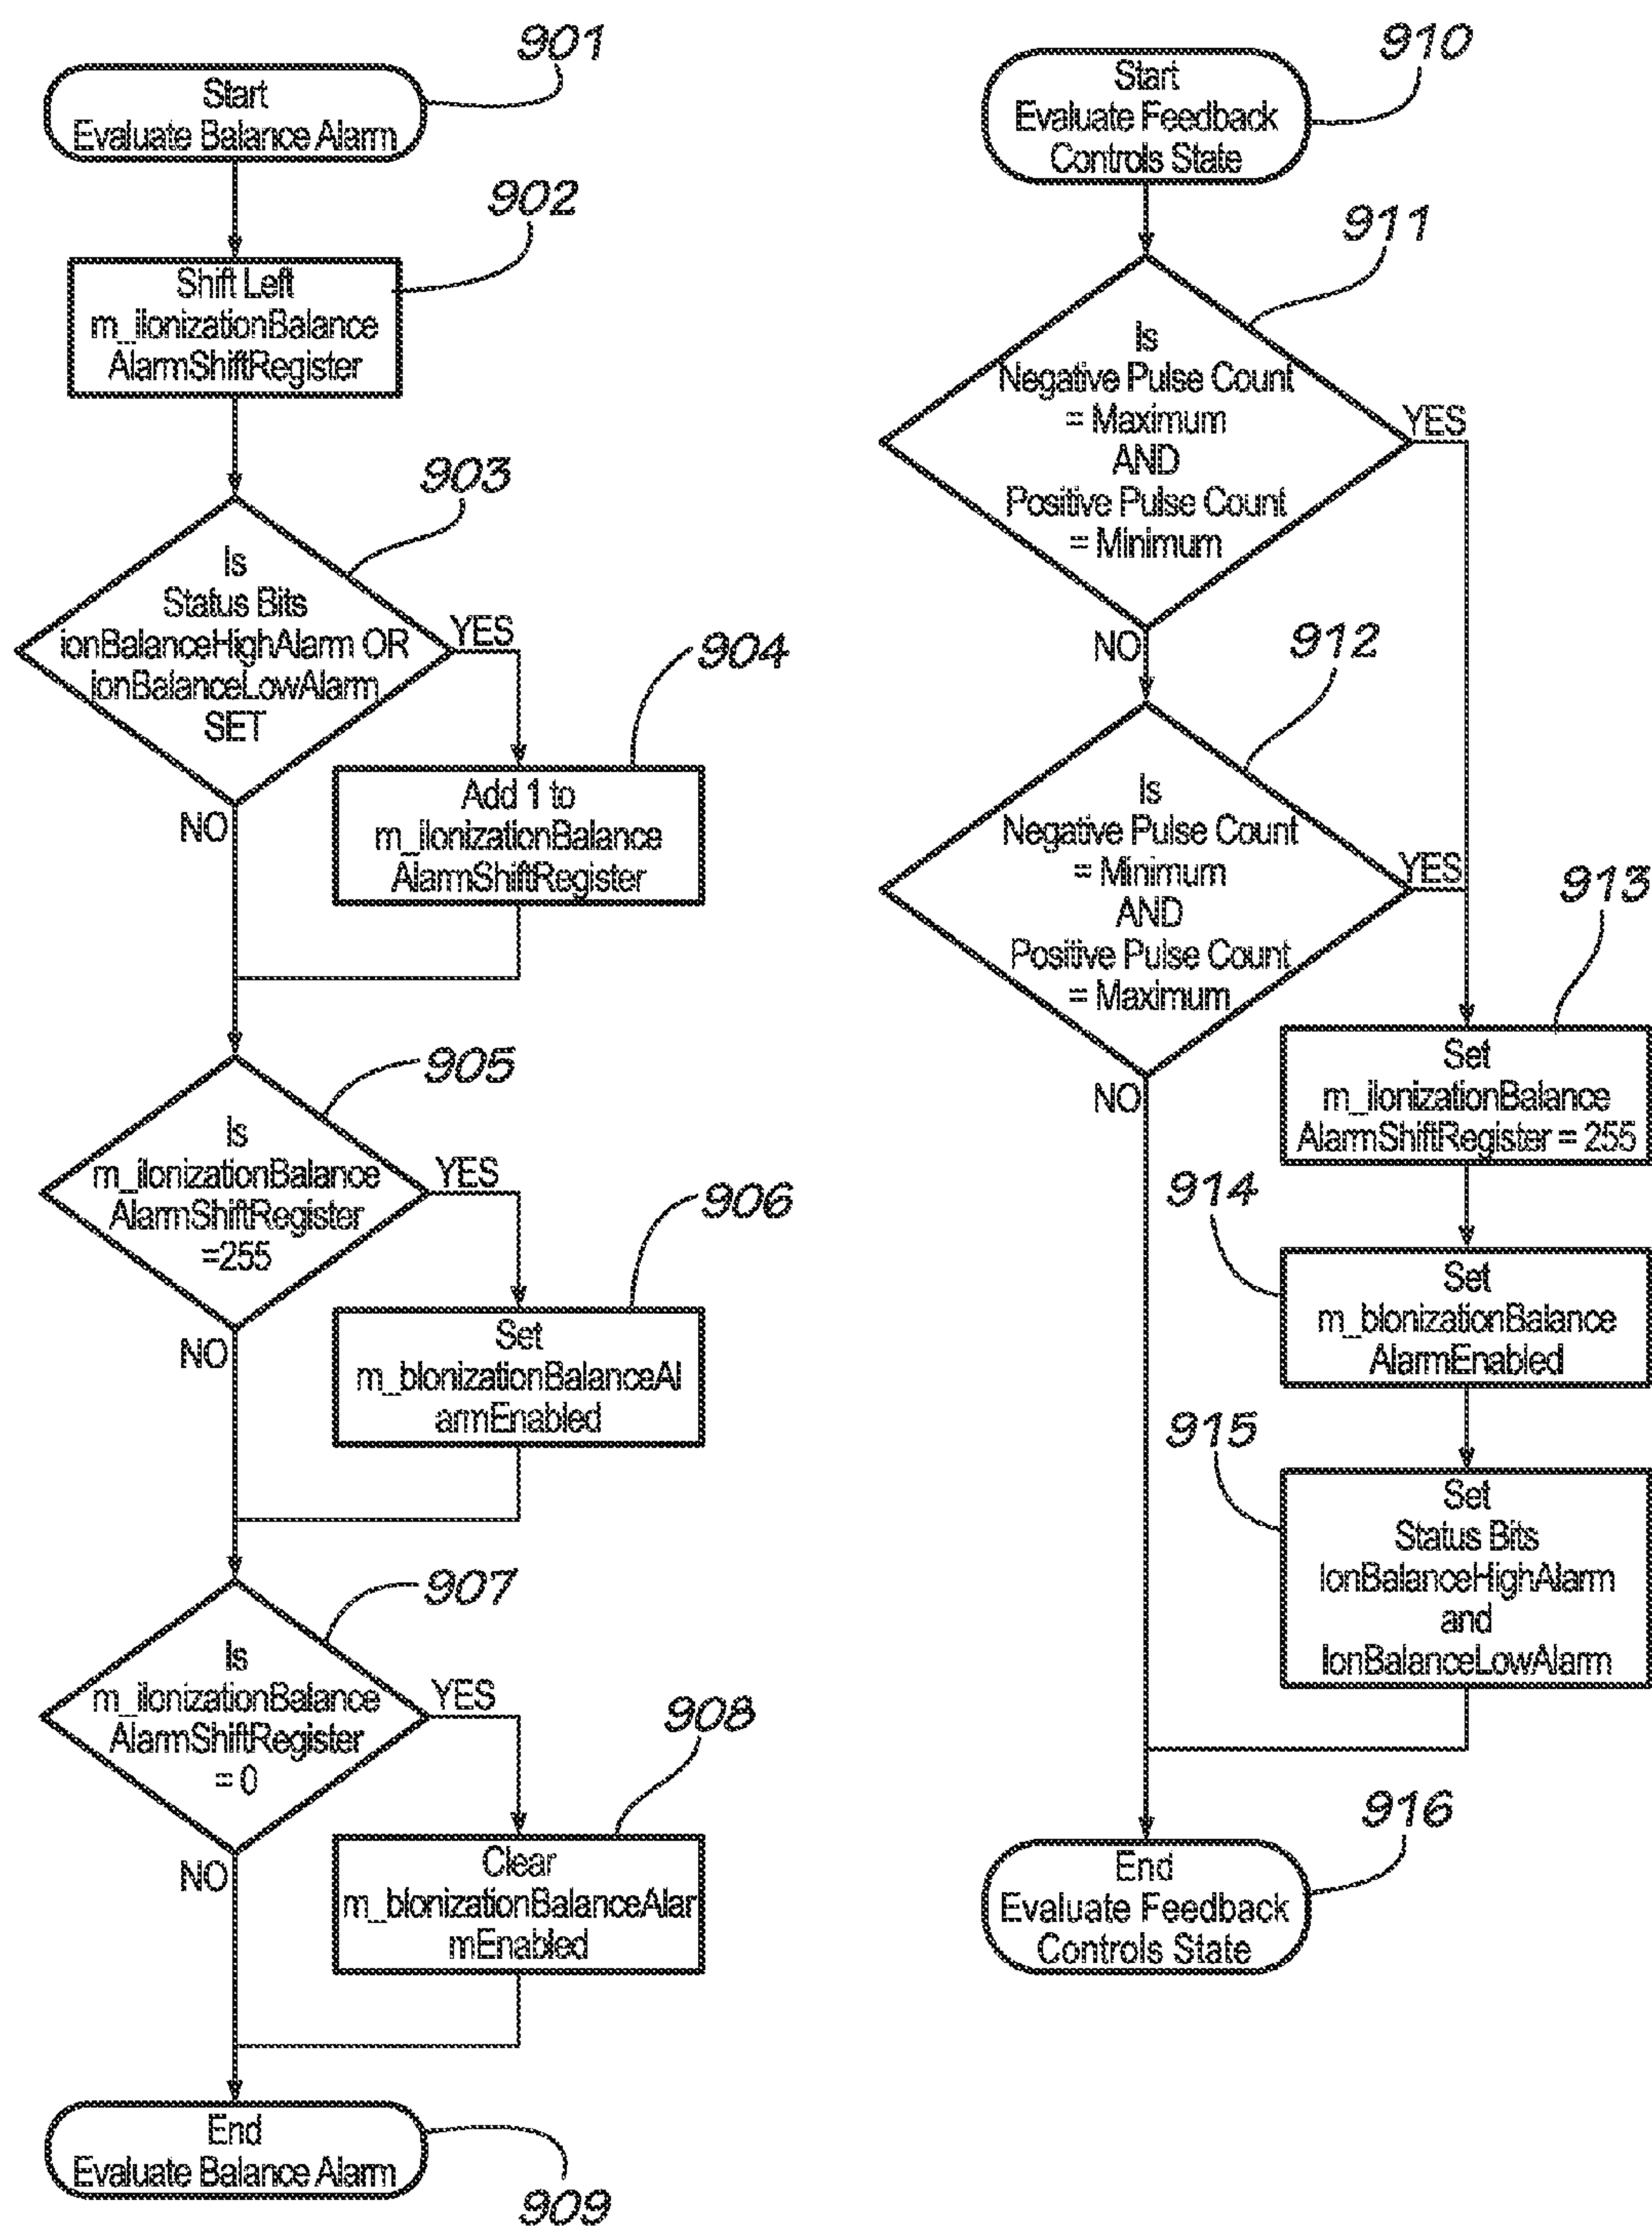 901
Start
Evaluate Balance Alarm
902
Shift Left
m_iIonizationBalance
AlarmShiftRegister
903
Is
Status Bits
ionBalanceHighAlarm OR
ionBalanceLowAlarm
SET
YES
NO
904
Add 1 to
m_iIonizationBalance
AlarmShiftRegister
905
Is
m_iIonizationBalance
AlarmShiftRegister
=255
YES
NO
906
Set
m_bIonizationBalanceAl
armEnabled
907
Is
m_iIonizationBalance
AlarmShiftRegister
= 0
YES
NO
908
Clear
m_bIonizationBalanceAlar
mEnabled
End
Evaluate Balance Alarm
909
910
Start
Evaluate Feedback
Controls State
911
Is
Negative Pulse Count
= Maximum
AND
Positive Pulse Count
= Minimum
YES
NO
912
Is
Negative Pulse Count
= Minimum
AND
Positive Pulse Count
= Maximum
YES
NO
913
Set
m_iIonizationBalance
AlarmShiftRegister = 255
914
Set
m_bIonizationBalance
AlarmEnabled
915
Set
Status Bits
IonBalanceHighAlarm
and
IonBalanceLowAlarm
916
End
Evaluate Feedback
Controls State